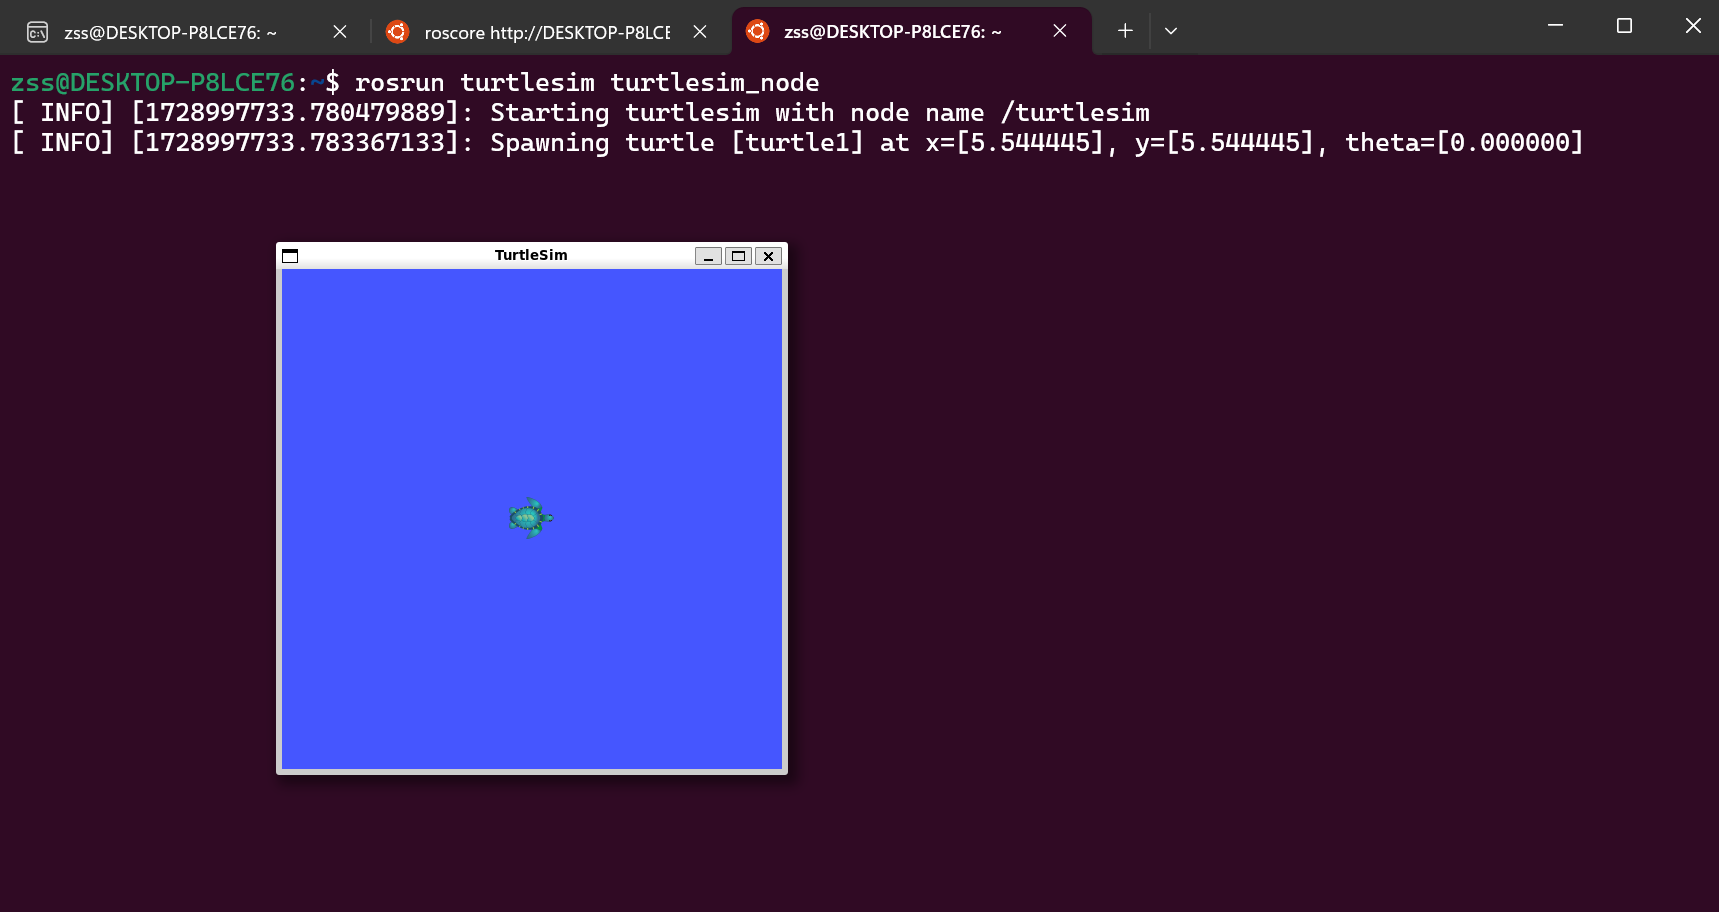 zss@DESKTOP-P8LCE76: ~
roscore http://DESKTOP-P8LCE
zss@DESKTOP-P8LCE76: ~
zss@DESKTOP-P8LCE76:~$ rosrun turtlesim turtlesim_node
[ INFO] [1728997733.780479889]: Starting turtlesim with node name /turtlesim
[ INFO] [1728997733.783367133]: Spawning turtle [turtle1] at x=[5.544445], y=[5.544445], theta=[0.000000]
TurtleSim